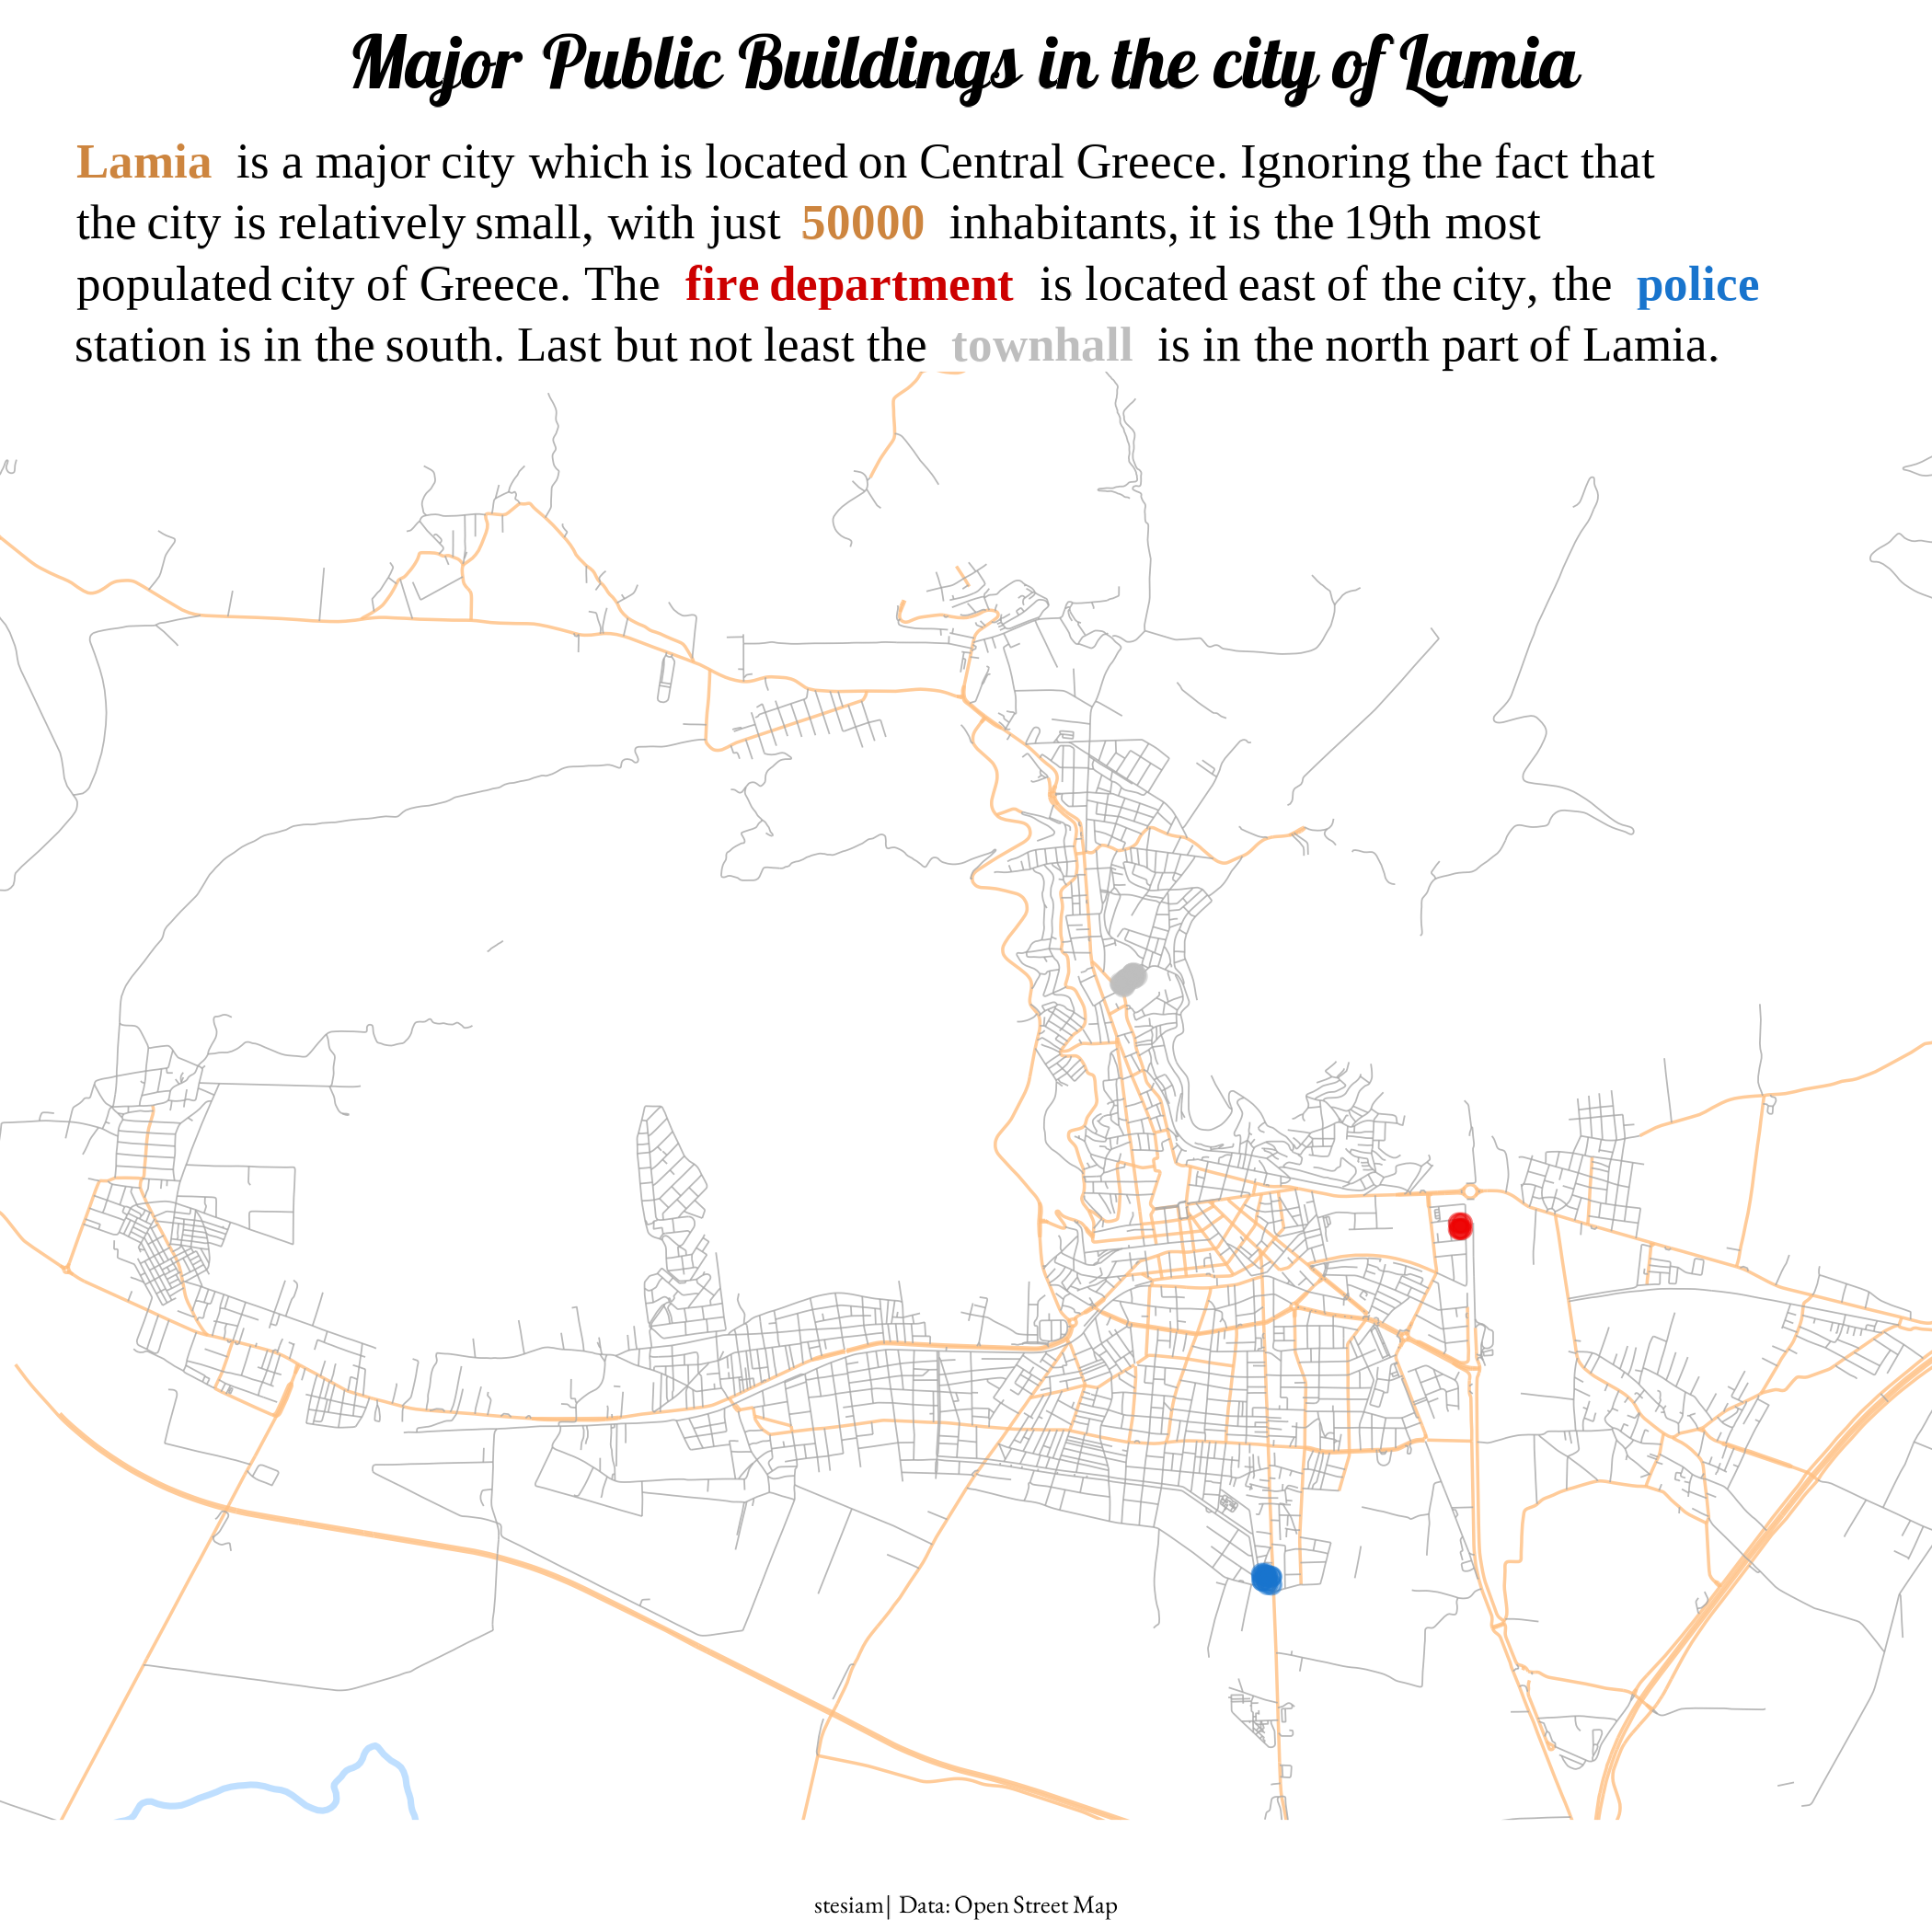 Major Public Buildings in the city of Lamia
Lamia is a major city which is located on Central Greece. Ignoring the fact that
the city is relatively small, with just 50000 inhabitants, it is the 19th most
populated city of Greece. The fire department is located east of the city, the police
station is in the south. Last but not least the townhall is in the north part of Lamia.
stesiam| Data: Open Street Map